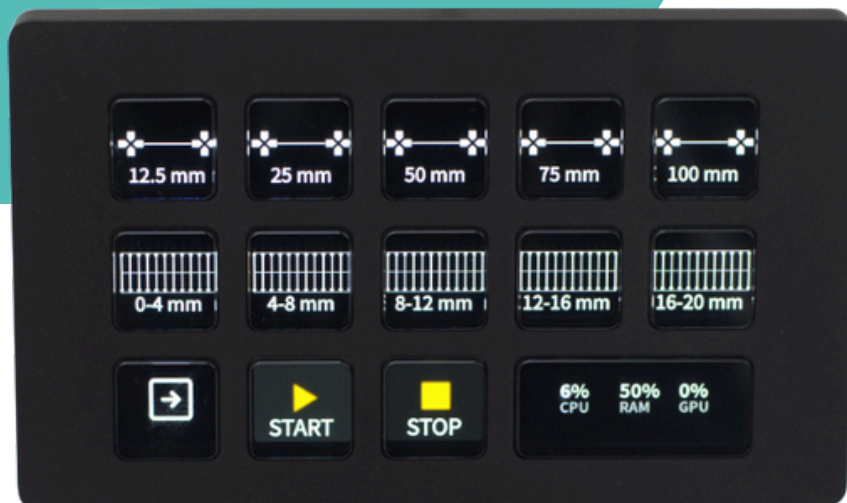 12.5 mm
25 mm
50 mm
75 mm
100 mm
0-4 mm
4-8 mm
8-12 mm
12-16 mm
16-20 mm
START
STOP
6% 50% 0%
CPU RAM GPU